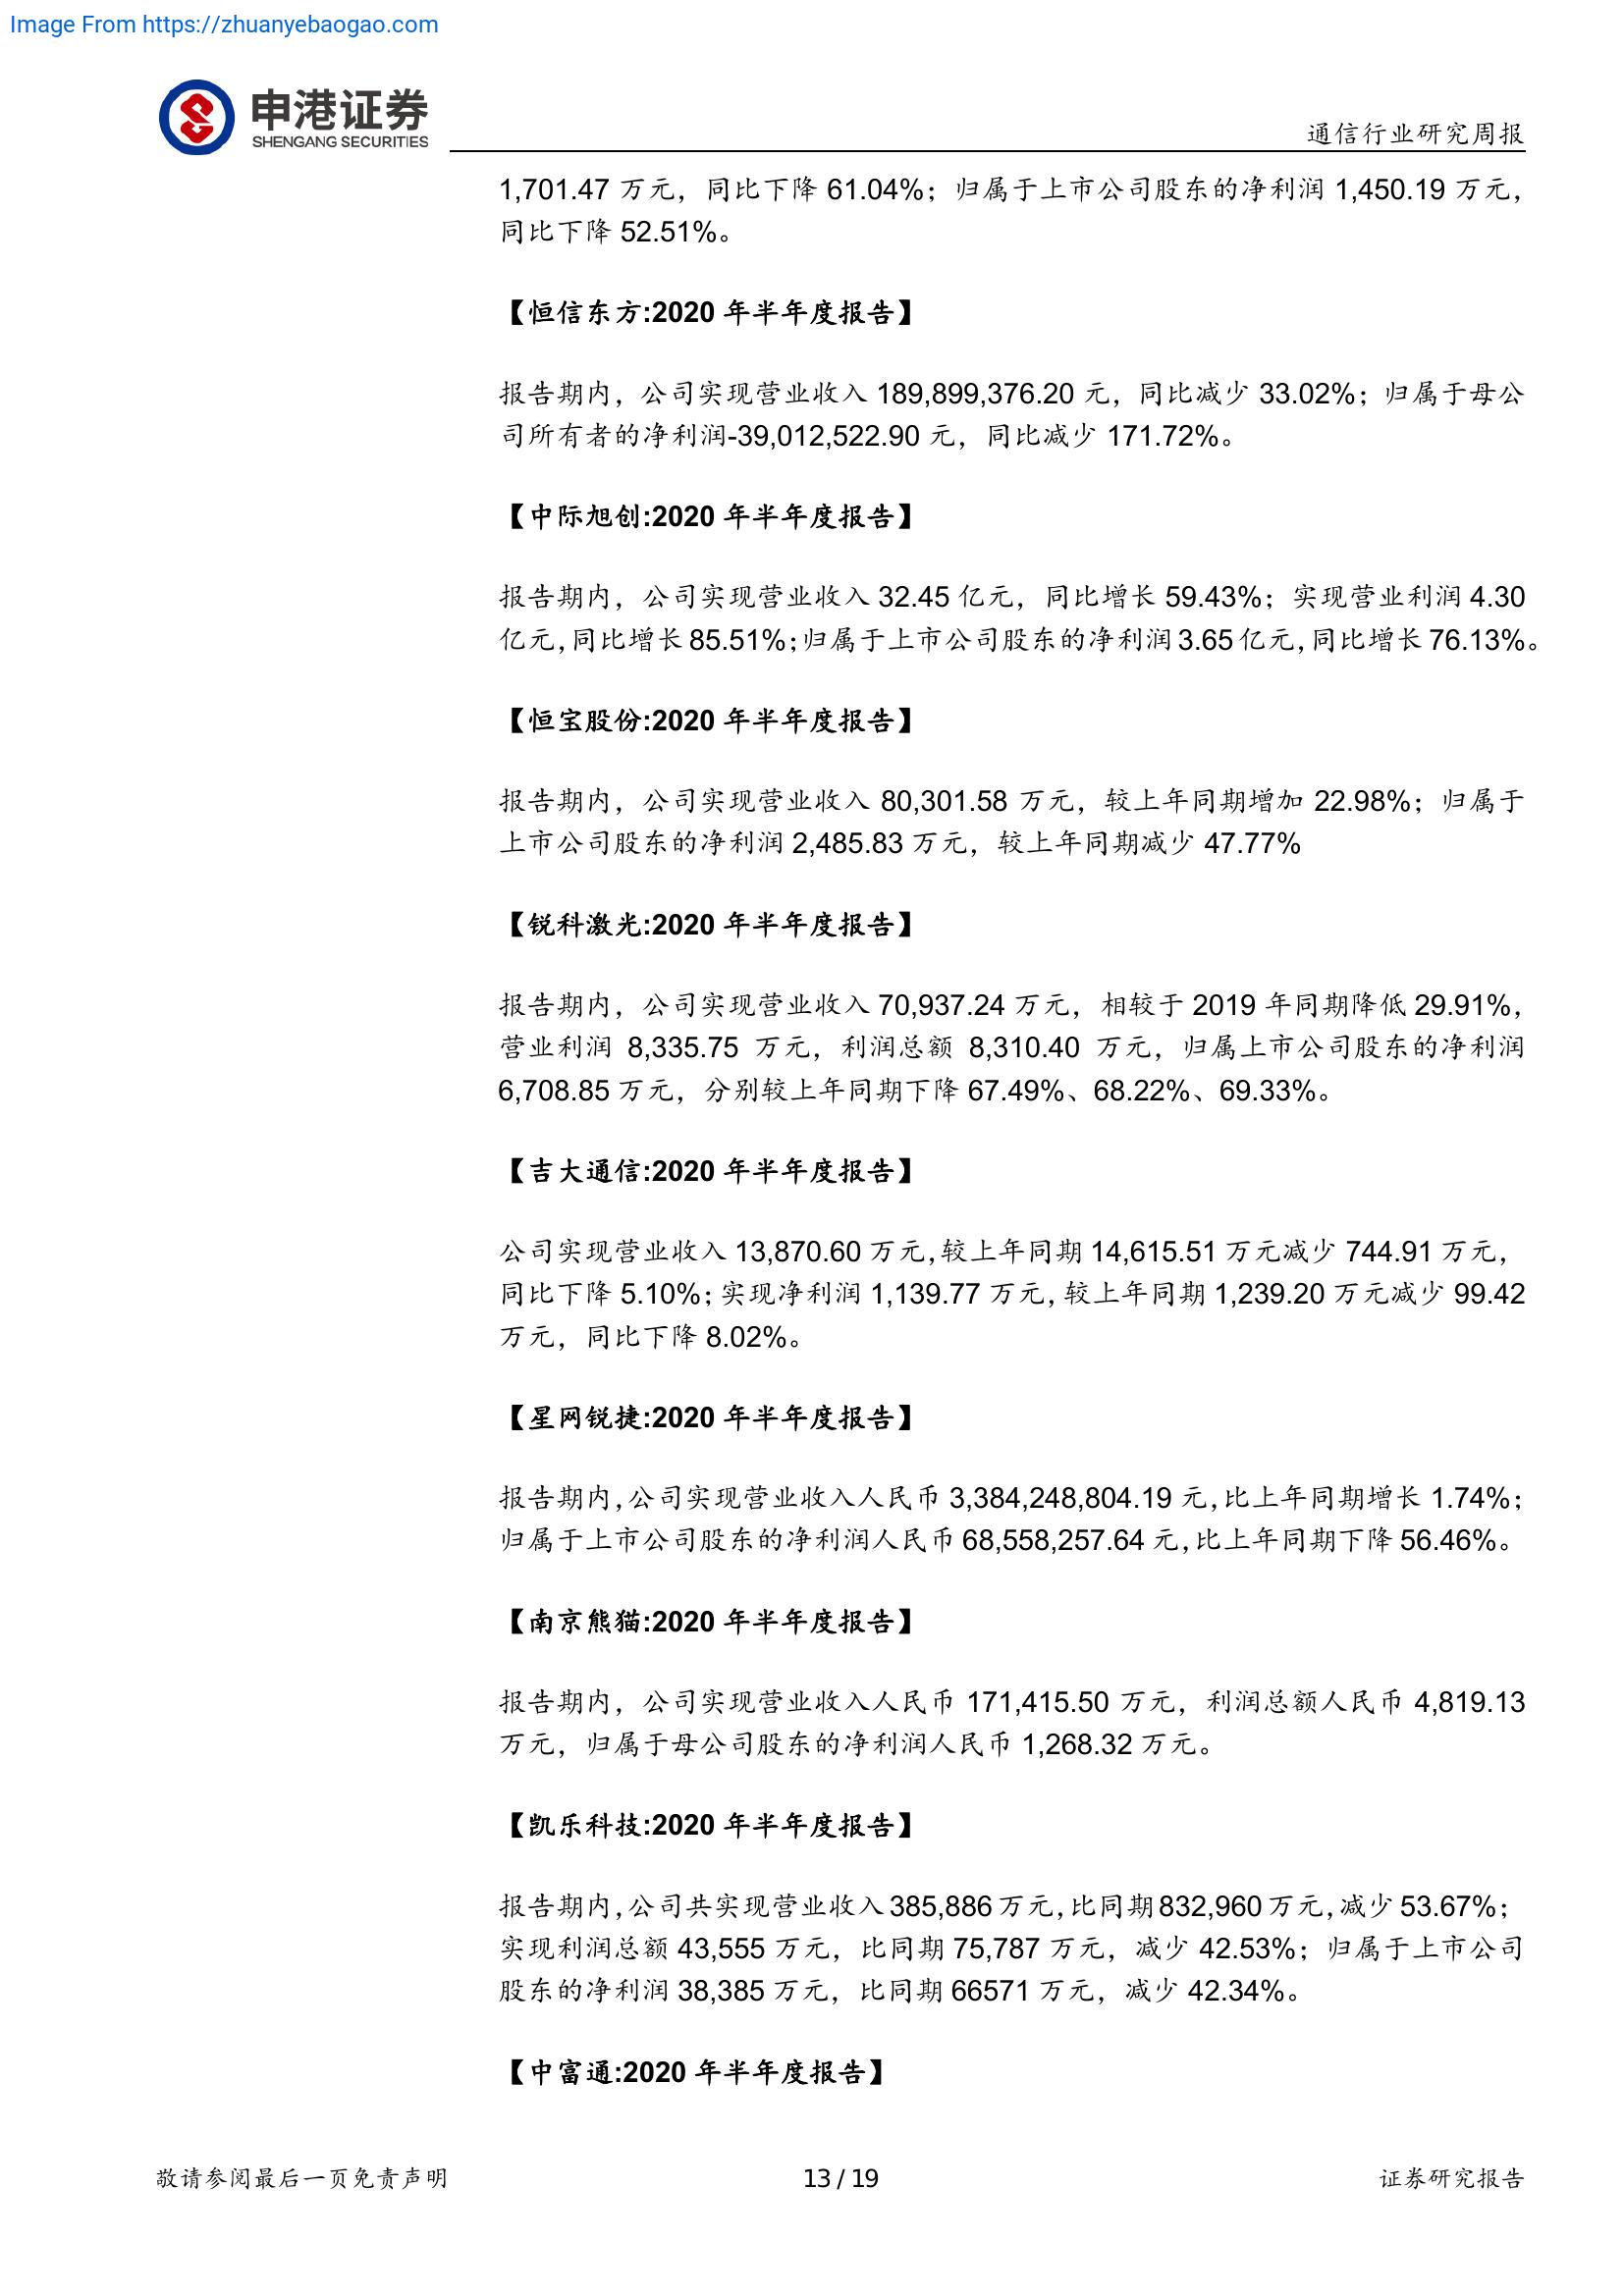 Image From https://zhuanyebaogao.com
申港证券
SHENGANG SECURITIES
通信行业研究周报
1,701.47 万元，同比下降 61.04%；归属于上市公司股东的净利润 1,450.19 万元，
同比下降 52.51%。
【恒信东方:2020 年半年度报告】
报告期内，公司实现营业收入 189,899,376.20 元，同比减少 33.02%；归属于母公
司所有者的净利润-39,012,522.90 元，同比减少 171.72%。
【中际旭创:2020 年半年度报告】
报告期内，公司实现营业收入 32.45 亿元，同比增长 59.43%；实现营业利润 4.30
亿元，同比增长 85.51%；归属于上市公司股东的净利润 3.65 亿元，同比增长 76.13%。
【恒宝股份:2020 年半年度报告】
报告期内，公司实现营业收入 80,301.58 万元，较上年同期增加 22.98%；归属于
上市公司股东的净利润 2,485.83 万元，较上年同期减少 47.77%
【锐科激光:2020 年半年度报告】
报告期内，公司实现营业收入 70,937.24 万元，相较于 2019 年同期降低 29.91%，
营业利润 8,335.75 万元，利润总额 8,310.40 万元，归属上市公司股东的净利润
6,708.85 万元，分别较上年同期下降 67.49%、68.22%、69.33%。
【吉大通信:2020 年半年度报告】
公司实现营业收入 13,870.60 万元，较上年同期 14,615.51 万元减少 744.91 万元，
同比下降 5.10%；实现净利润 1,139.77 万元，较上年同期 1,239.20 万元减少 99.42
万元，同比下降 8.02%。
【星网锐捷:2020 年半年度报告】
报告期内，公司实现营业收入人民币 3,384,248,804.19 元，比上年同期增长 1.74%；
归属于上市公司股东的净利润人民币 68,558,257.64 元，比上年同期下降 56.46%。
【南京熊猫:2020 年半年度报告】
报告期内，公司实现营业收入人民币 171,415.50 万元，利润总额人民币 4,819.13
万元，归属于母公司股东的净利润人民币 1,268.32 万元。
【凯乐科技:2020 年半年度报告】
报告期内，公司共实现营业收入 385,886 万元，比同期 832,960 万元，减少 53.67%；
实现利润总额 43,555 万元，比同期 75,787 万元，减少 42.53%；归属于上市公司
股东的净利润 38,385 万元，比同期 66571 万元，减少 42.34%。
【中富通:2020 年半年度报告】
敬请参阅最后一页免责声明
13 / 19
证券研究报告